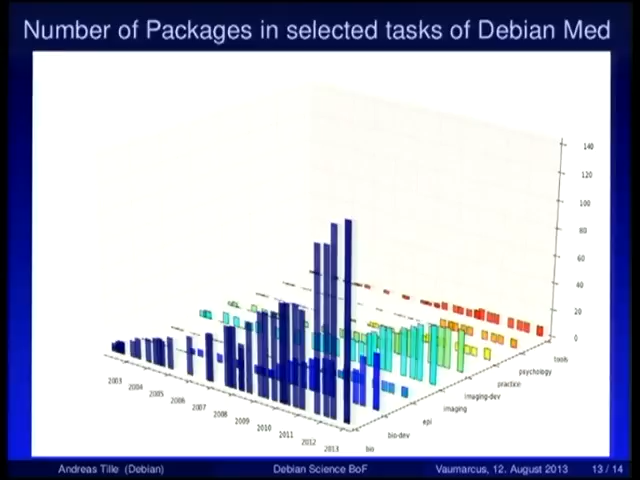 Number of Packages in selected tasks of Debian Med
140
120
100
80
60
40
20
0
tools
psychology
practice
imaging-dev
imaging
epi
bio-dev
bio
2003
2004
2005
2006
2007
2008
2009
2010
2011
2012
2013
Andreas Tille (Debian) Debian Science BoF Vaumarcus, 12. August 2013 13 / 14